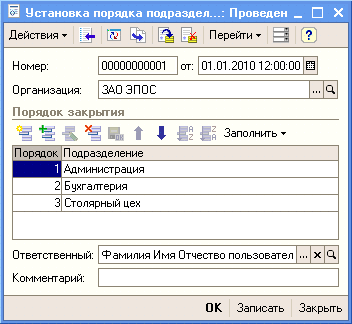 Установка порядка подраздел...: Проведен
Действия Перейти ?
Номер: 00000000001 от: 01.01.2010 12:00:00
Организация: ЗАО ЭПОС ...
Порядок закрытия
Заполнить
Порядок Подразделение
1 Администрация
2 Бухгалтерия
3 Столярный цех
Ответственный: Фамилия Имя Отчество пользовател ... x
Комментарий:
OK Записать Закрыть